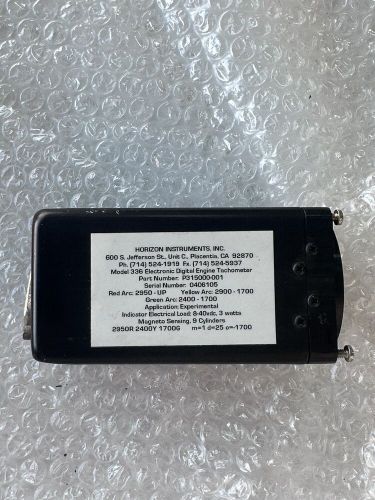 HORIZON INSTRUMENTS, INC.
600 S. Jefferson St., Unit C, Placentia, CA 92870
Ph. (714) 524-1919 Fx. (714) 524-5937
Model 336 Electronic Digital Engine Tachometer
Part Number: P315000-001
Serial Number: 0406105
Red Arc: 2950 - UP Yellow Arc: 2900 - 1700
Green Arc: 2400 - 1700
Application: Experimental
Indicator Electrical Load: 8-40vdc, 3 watts
Magneto Sensing, 9 Cylinders
2950R 2400Y 1700G m=1 d=25 o=-1700